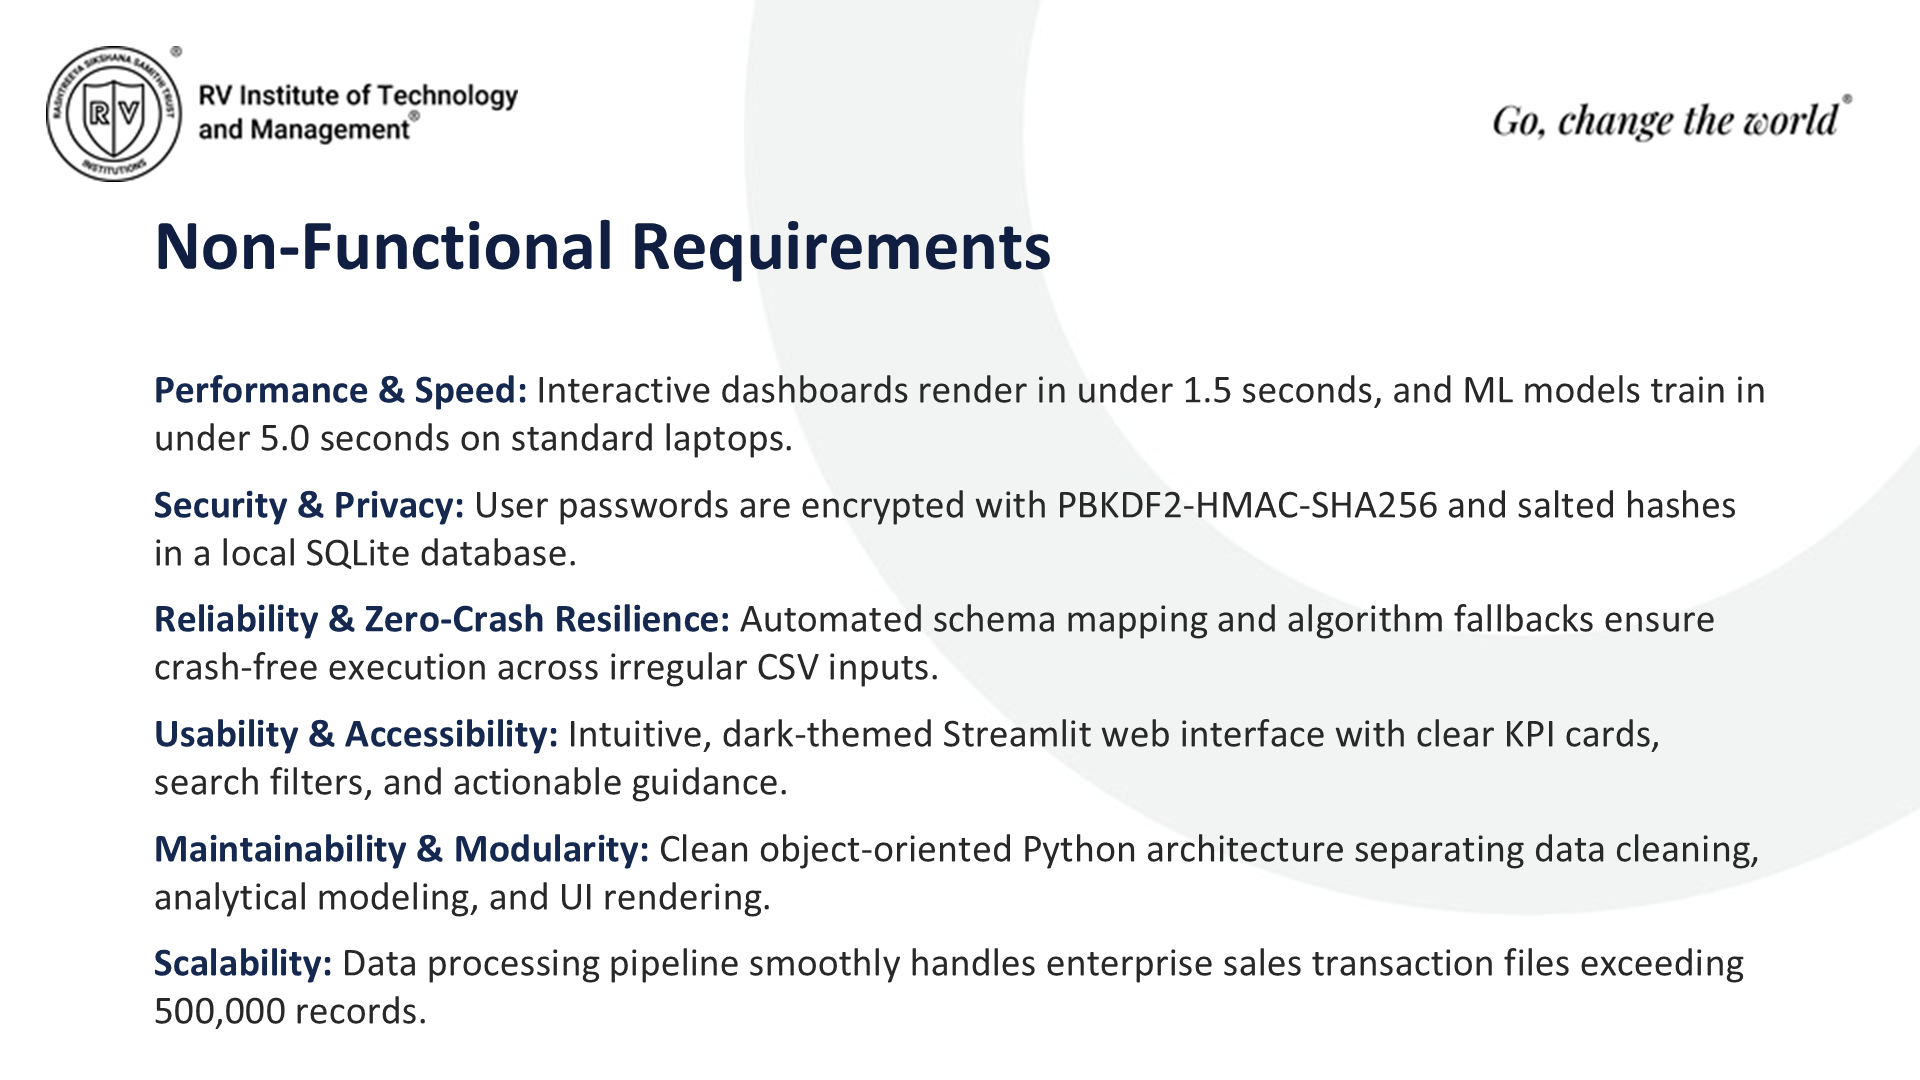 RASHTREEYA SIKSHANA SAMITHI TRUST
RV
INSTITUTIONS
®
RV Institute of Technology
and Management®
Go, change the world®
Non-Functional Requirements
Performance & Speed: Interactive dashboards render in under 1.5 seconds, and ML models train in
under 5.0 seconds on standard laptops.
Security & Privacy: User passwords are encrypted with PBKDF2-HMAC-SHA256 and salted hashes
in a local SQLite database.
Reliability & Zero-Crash Resilience: Automated schema mapping and algorithm fallbacks ensure
crash-free execution across irregular CSV inputs.
Usability & Accessibility: Intuitive, dark-themed Streamlit web interface with clear KPI cards,
search filters, and actionable guidance.
Maintainability & Modularity: Clean object-oriented Python architecture separating data cleaning,
analytical modeling, and UI rendering.
Scalability: Data processing pipeline smoothly handles enterprise sales transaction files exceeding
500,000 records.